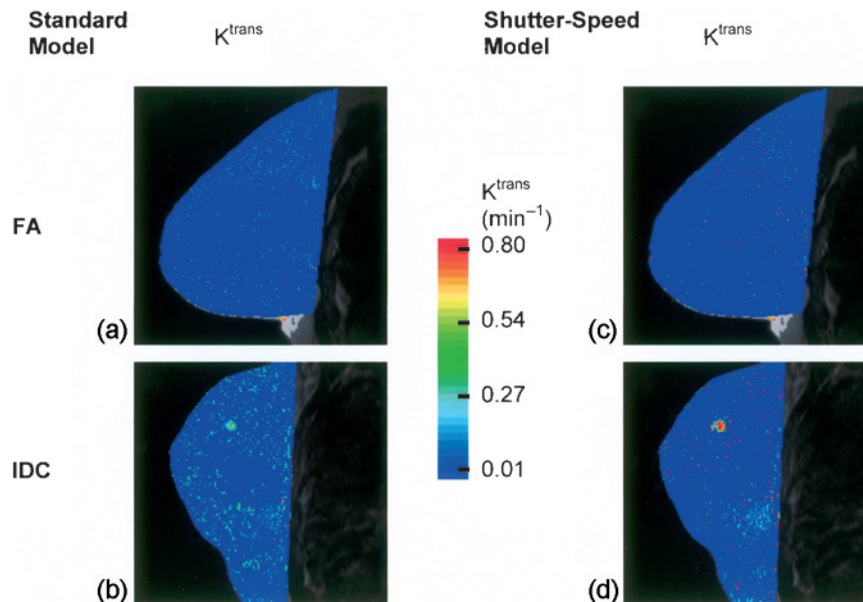 Standard
Model
K^trans
Shutter-Speed
Model
K^trans
FA
(a)
K^trans
(min⁻¹)
0.80
0.54
0.27
0.01
(c)
IDC
(b)
(d)